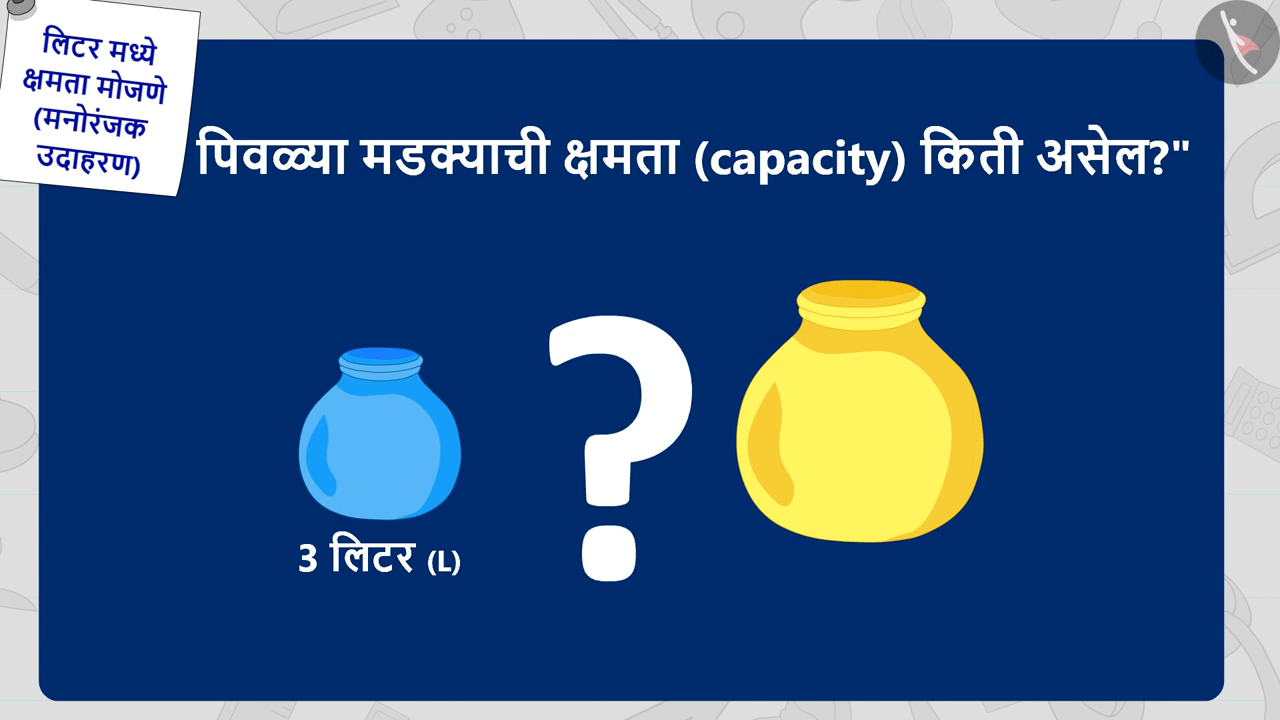 लिटर मध्ये
क्षमता मोजणे
(मनोरंजक
उदाहरण)
पिवळ्या मडक्याची क्षमता (capacity) किती असेल?"
3 लिटर (L)
?